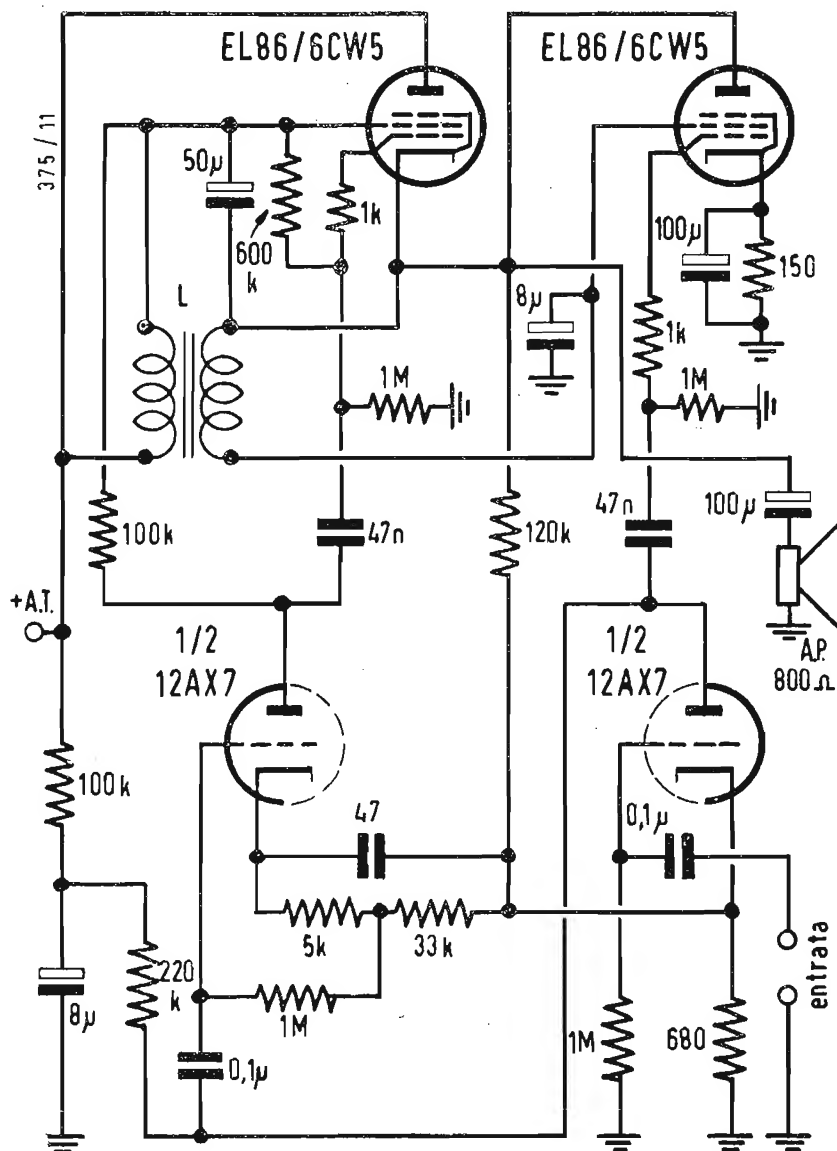 EL86/6CW5
EL86/6CW5
375/11
50µ
600
k
1k
100µ
150
L
8µ
1k
1M
1M
100k
47n
120k
47n
100µ
+A.T.
1/2
12AX7
1/2
12AX7
A.P.
800Ω
100k
47
0,1µ
5k
33k
entrata
8µ
220
k
1M
0,1µ
1M
680